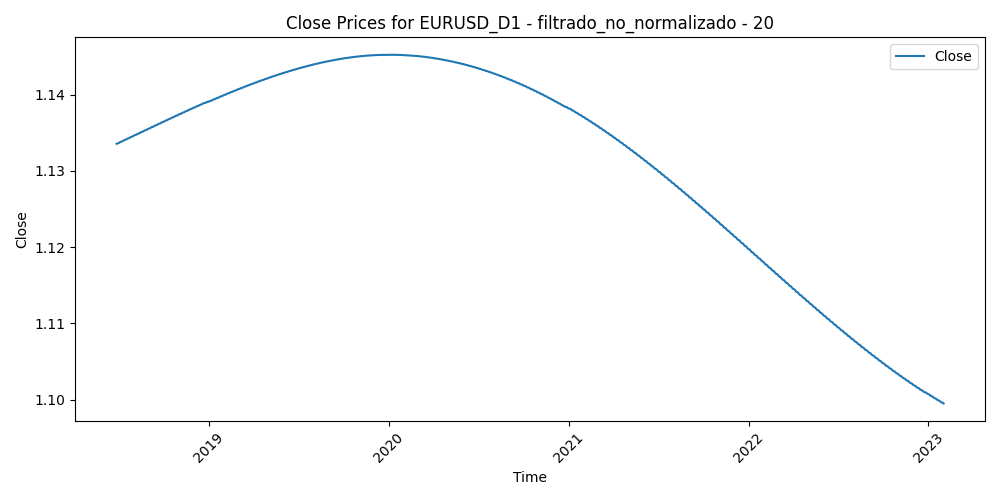 Close Prices for EURUSD_D1 - filtrado_no_normalizado - 20
Close
1.14
1.13
1.12
1.11
1.10
Close
2019
2020
2021
2022
2023
Time